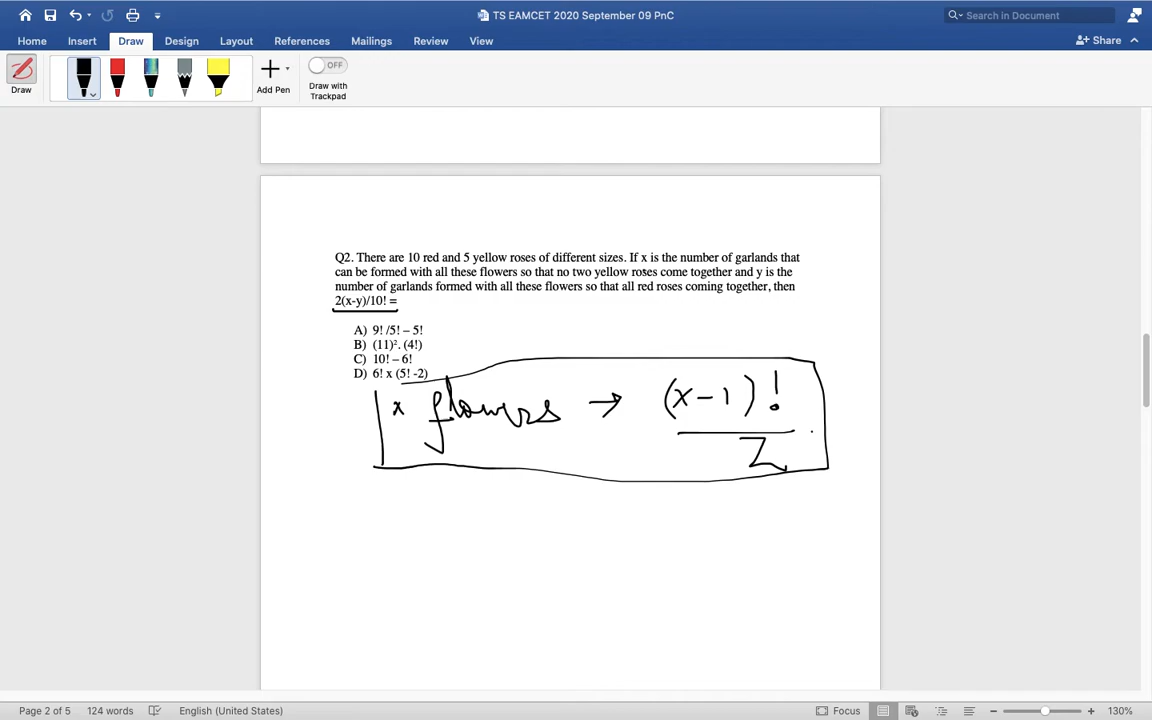 TS EAMCET 2020 September 09 PnC
Search in Document
Home Insert Draw Design Layout References Mailings Review View
Share
OFF
Draw
Add Pen
Draw with
Trackpad
Q2. There are 10 red and 5 yellow roses of different sizes. If x is the number of garlands that
can be formed with all these flowers so that no two yellow roses come together and y is the
number of garlands formed with all these flowers so that all red roses coming together, then
2(x-y)/10! =
A) 9! /5! – 5!
B) (11)². (4!)
C) 10! – 6!
D) 6! x (5! -2)
x flowers → (x-1)!
2
Page 2 of 5 124 words English (United States) Focus 130%